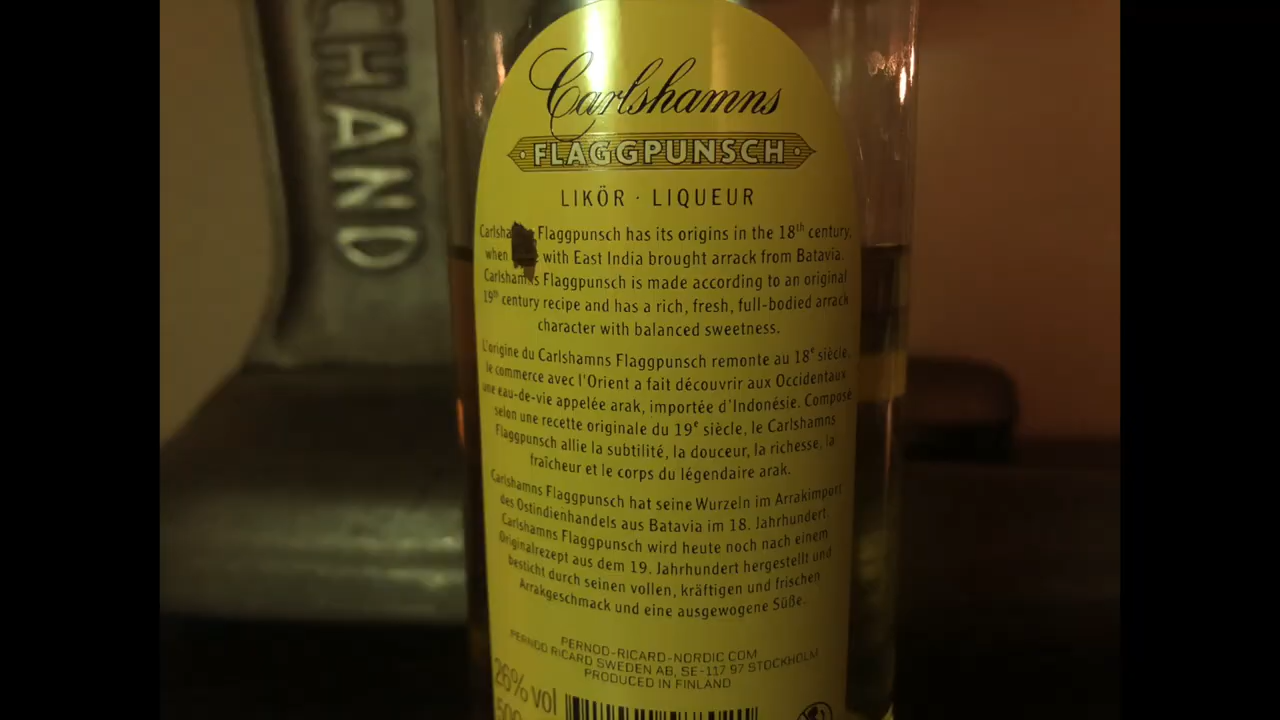 CHAND
Carlshamns
FLAGGPUNSCH
LIKÖR · LIQUEUR
Flaggpunsch has its origins in the 18th century,
when with East India brought arrack from Batavia.
Carlshamns Flaggpunsch is made according to an original
19th century recipe and has a rich, fresh, full-bodied arrack
character with balanced sweetness.
L'origine du Carlshamns Flaggpunsch remonte au 18e siècle,
le commerce avec l'Orient a fait découvrir aux Occidentaux
une eau-de-vie appelée arak, importée d'Indonésie. Composé
selon une recette originale du 19e siècle, le Carlshamns
Flaggpunsch allie la subtilité, la douceur, la richesse, la
fraîcheur et le corps du légendaire arak.
Carlshamns Flaggpunsch hat seine Wurzeln im Arrakimport
des Ostindienhandels aus Batavia im 18. Jahrhundert.
Carlshamns Flaggpunsch wird heute noch nach einem
Originalrezept aus dem 19. Jahrhundert hergestellt und
besticht durch seinen vollen, kräftigen und frischen
Arrakgeschmack und eine ausgewogene Süße.
PERNOD-RICARD-NORDIC.COM
PERNOD RICARD SWEDEN AB, SE-117 97 STOCKHOLM
PRODUCED IN FINLAND
26% vol